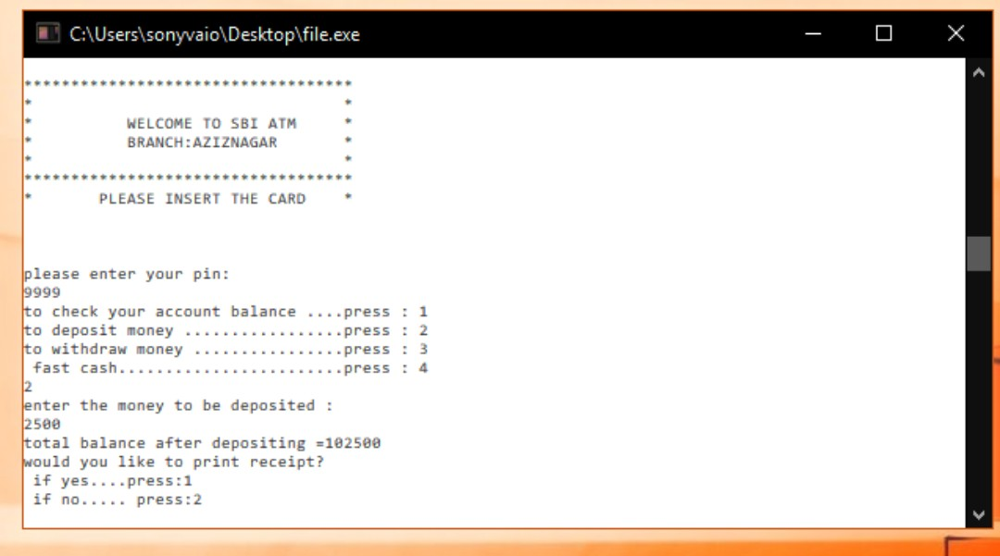 C:\Users\sonyvaio\Desktop\file.exe
***********************************
*                                 *
*          WELCOME TO SBI ATM     *
*          BRANCH:AZIZNAGAR       *
*                                 *
***********************************
*       PLEASE INSERT THE CARD    *
please enter your pin:
9999
to check your account balance ....press : 1
to deposit money .................press : 2
to withdraw money ................press : 3
 fast cash........................press : 4
2
enter the money to be deposited :
2500
total balance after depositing =102500
would you like to print receipt?
 if yes....press:1
 if no..... press:2